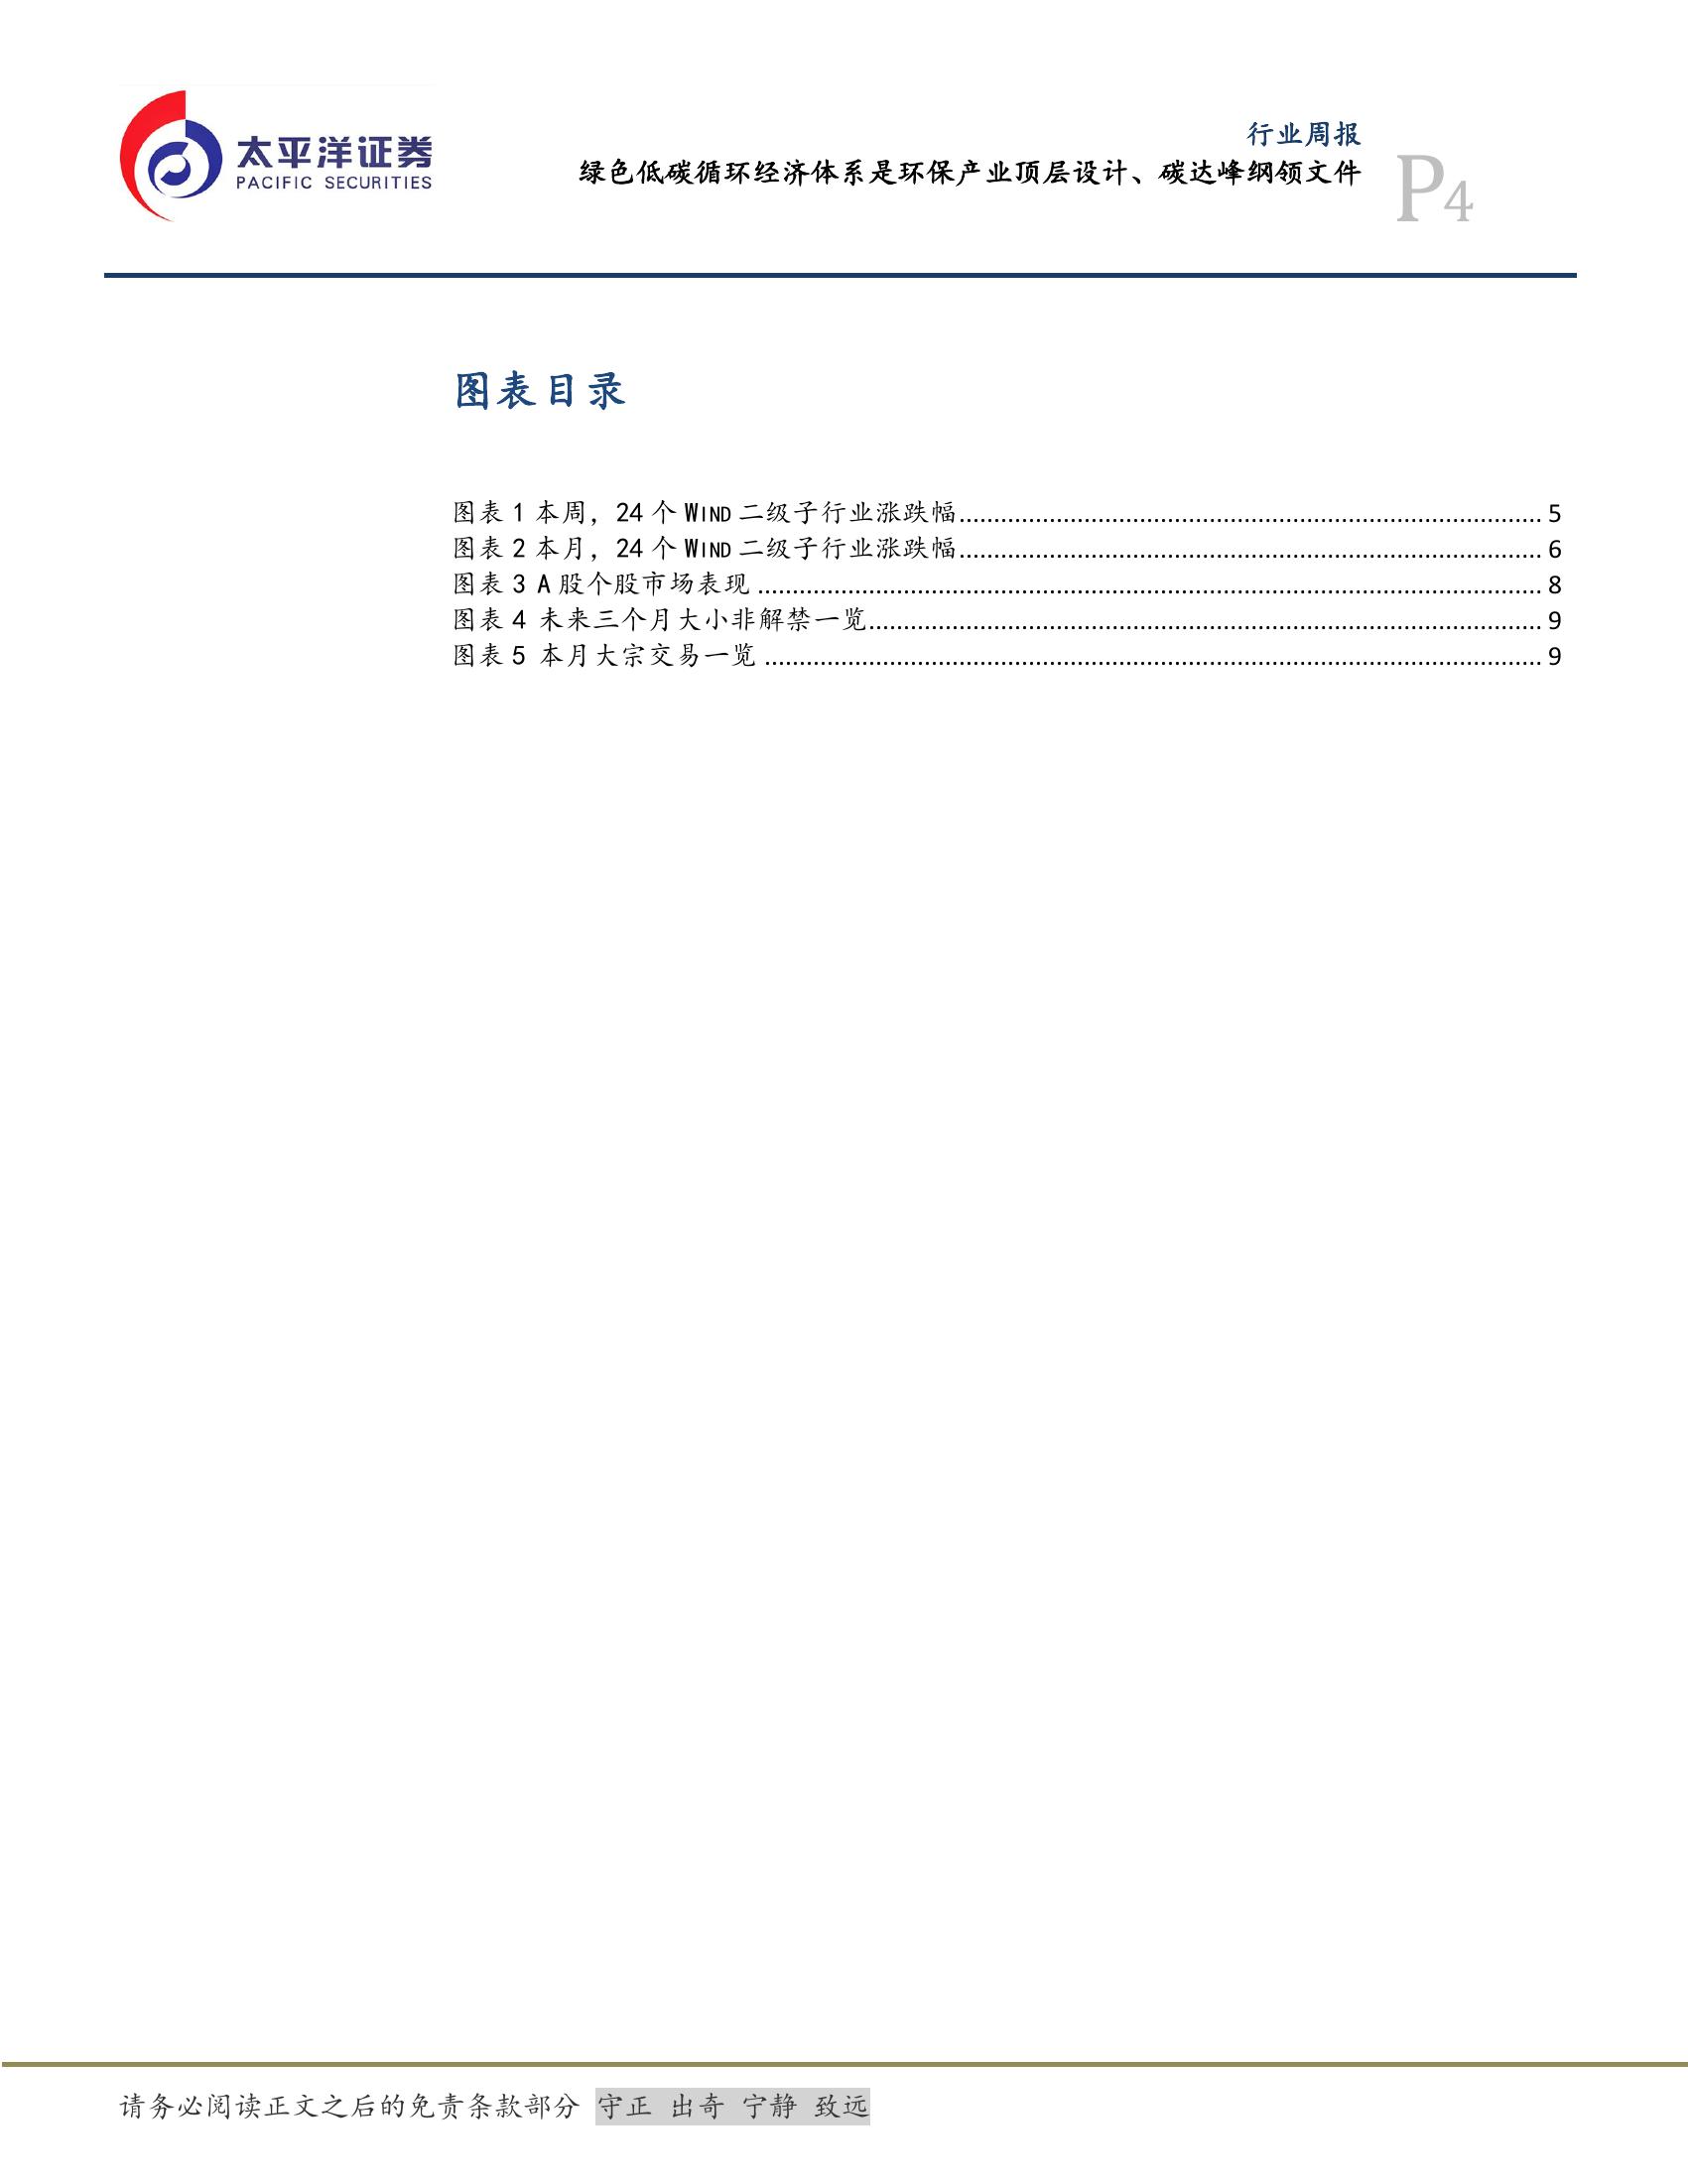 太平洋证券
PACIFIC SECURITIES
行业周报
绿色低碳循环经济体系是环保产业顶层设计、碳达峰纲领文件
P4
图表目录
图表 1 本周，24 个 WIND 二级子行业涨跌幅........................................................ 5
图表 2 本月，24 个 WIND 二级子行业涨跌幅........................................................ 6
图表 3 A 股个股市场表现 ........................................................................ 8
图表 4 未来三个月大小非解禁一览................................................................ 9
图表 5 本月大宗交易一览 ........................................................................ 9
请务必阅读正文之后的免责条款部分 守正 出奇 宁静 致远